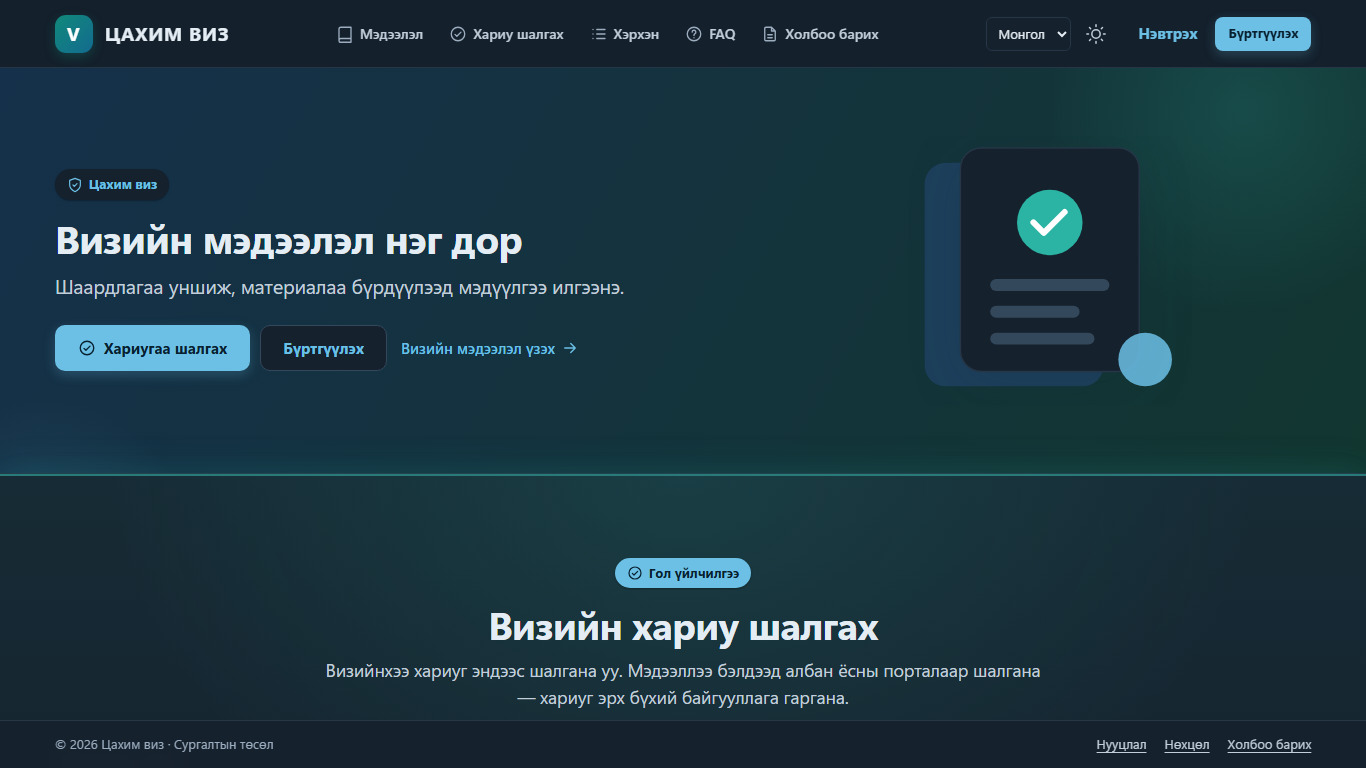 V ЦАХИМ ВИЗ
Мэдээлэл
Хариу шалгах
Хэрхэн
FAQ
Холбоо барих
Монгол
Нэвтрэх
Бүртгүүлэх
Цахим виз
Визийн мэдээлэл нэг дор
Шаардлагаа уншиж, материалаа бүрдүүлээд мэдүүлгээ илгээнэ.
Хариугаа шалгах
Бүртгүүлэх
Визийн мэдээлэл үзэх →
Гол үйлчилгээ
Визийн хариу шалгах
Визийнхээ хариуг эндээс шалгана уу. Мэдээллээ бэлдээд албан ёсны порталаар шалгана
— хариуг эрх бүхий байгууллага гаргана.
© 2026 Цахим виз · Сургалтын төсөл
Нууцлал
Нөхцөл
Холбоо барих